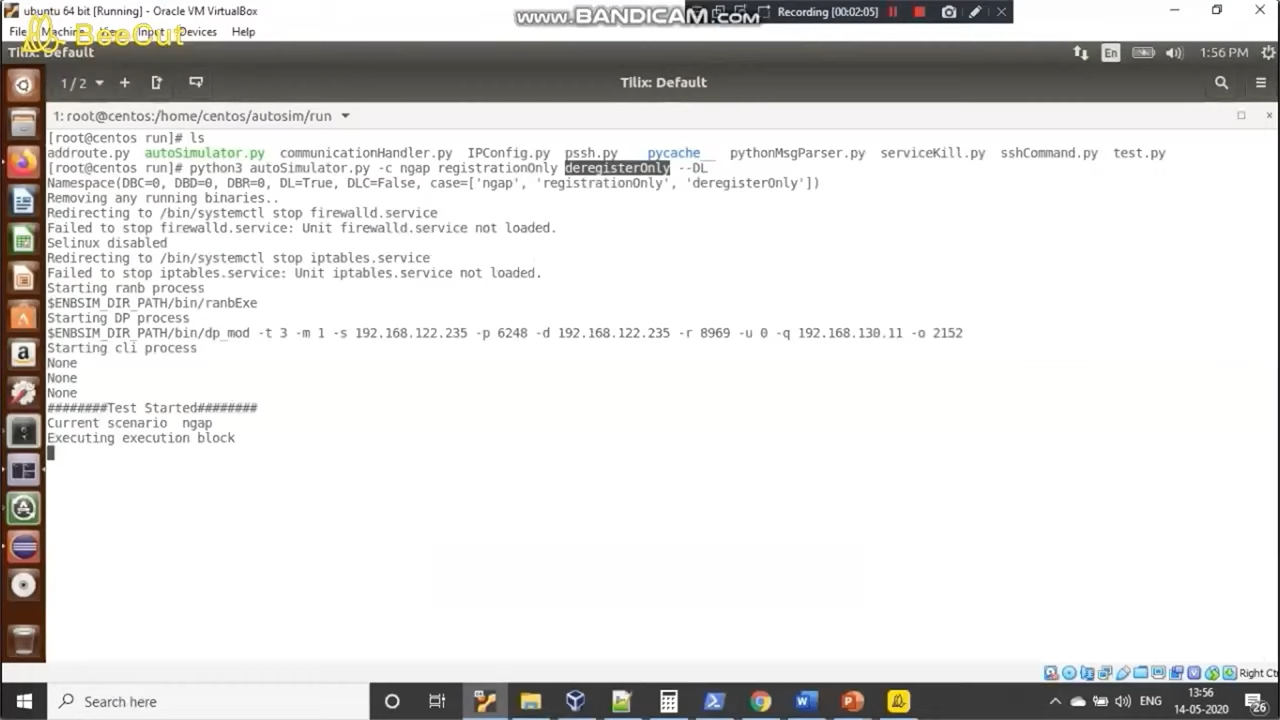 ubuntu 64 bit [Running] - Oracle VM VirtualBox
www.BANDICAM.com
Recording [00:02:05]
File Machine View Input Devices Help
BeeCut
Tilix: Default
En
1:56 PM
1 / 2
Tilix: Default
1: root@centos:/home/centos/autosim/run
[root@centos run]# ls
addroute.py autoSimulator.py communicationHandler.py IPConfig.py pssh.py __pycache__ pythonMsgParser.py serviceKill.py sshCommand.py test.py
[root@centos run]# python3 autoSimulator.py -c ngap registrationOnly deregisterOnly --DL
Namespace(DBC=0, DBD=0, DBR=0, DL=True, DLC=False, case=['ngap', 'registrationOnly', 'deregisterOnly'])
Removing any running binaries..
Redirecting to /bin/systemctl stop firewalld.service
Failed to stop firewalld.service: Unit firewalld.service not loaded.
Selinux disabled
Redirecting to /bin/systemctl stop iptables.service
Failed to stop iptables.service: Unit iptables.service not loaded.
Starting ranb process
$ENBSIM_DIR_PATH/bin/ranbExe
Starting DP process
$ENBSIM_DIR_PATH/bin/dp_mod -t 3 -m 1 -s 192.168.122.235 -p 6248 -d 192.168.122.235 -r 8969 -u 0 -q 192.168.130.11 -o 2152
Starting cli process
None
None
None
########Test Started########
Current scenario  ngap
Executing execution block
Right Ctrl
Search here
ENG
13:56
14-05-2020
26